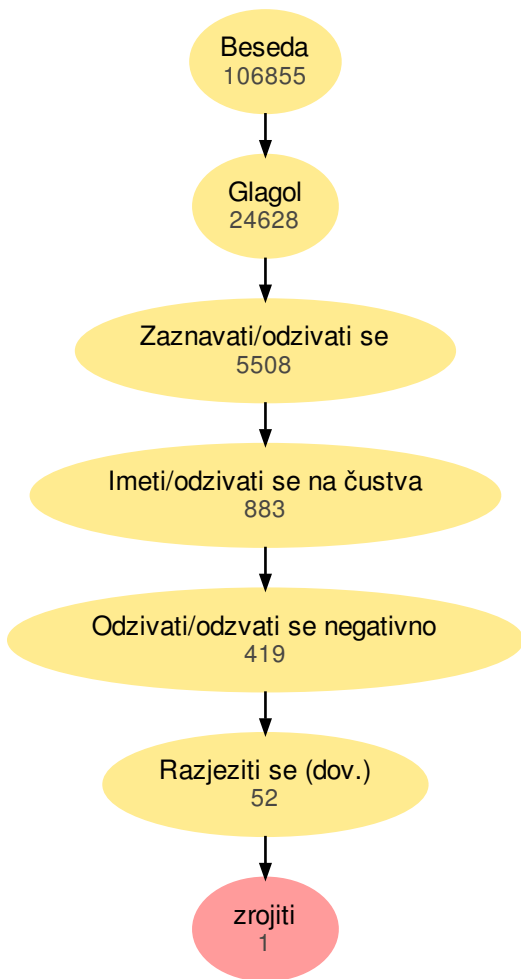 Beseda
106855
Glagol
24628
Zaznavati/odzivati se
5508
Imeti/odzivati se na čustva
883
Odzivati/odzvati se negativno
419
Razjeziti se (dov.)
52
zrojiti
1